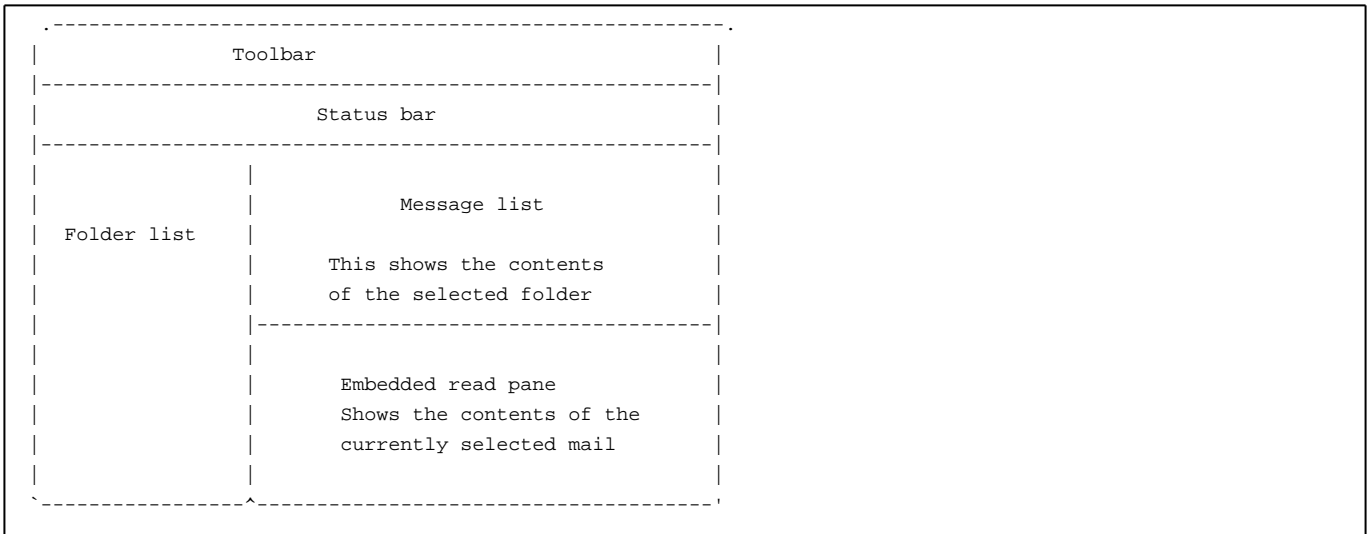 Toolbar
Status bar
Message list
Folder list
This shows the contents
of the selected folder
Embedded read pane
Shows the contents of the
currently selected mail